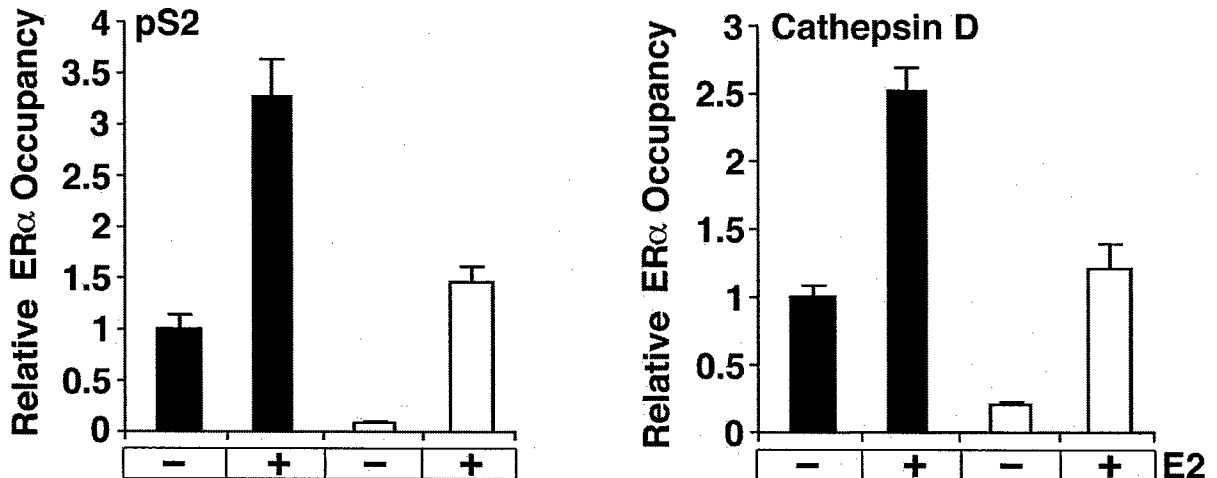 pS2
Relative ERα Occupancy
4
3.5
3
2.5
2
1.5
1
0.5
0
− + − +
Cathepsin D
Relative ERα Occupancy
3
2.5
2
1.5
1
0.5
0
− + − + E2